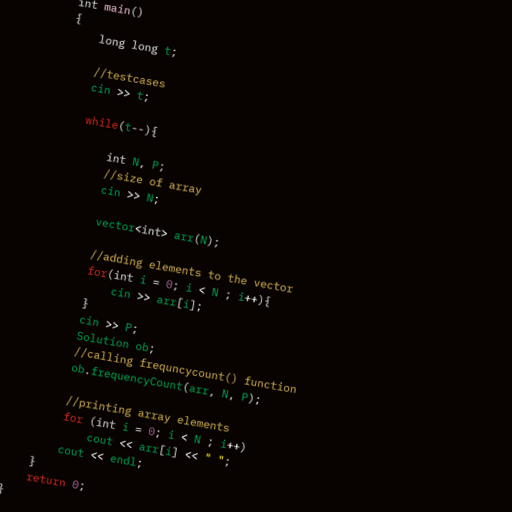 int main()
{
long long t;
//testcases
cin >> t;
while(t--){
int N, P;
//size of array
cin >> N;
vector<int> arr(N);
//adding elements to the vector
for(int i = 0; i < N ; i++){
cin >> arr[i];
}
cin >> P;
Solution ob;
//calling frequncycount() function
ob.frequencyCount(arr, N, P);
//printing array elements
for (int i = 0; i < N ; i++)
cout << arr[i] << " ";
cout << endl;
}
return 0;
}